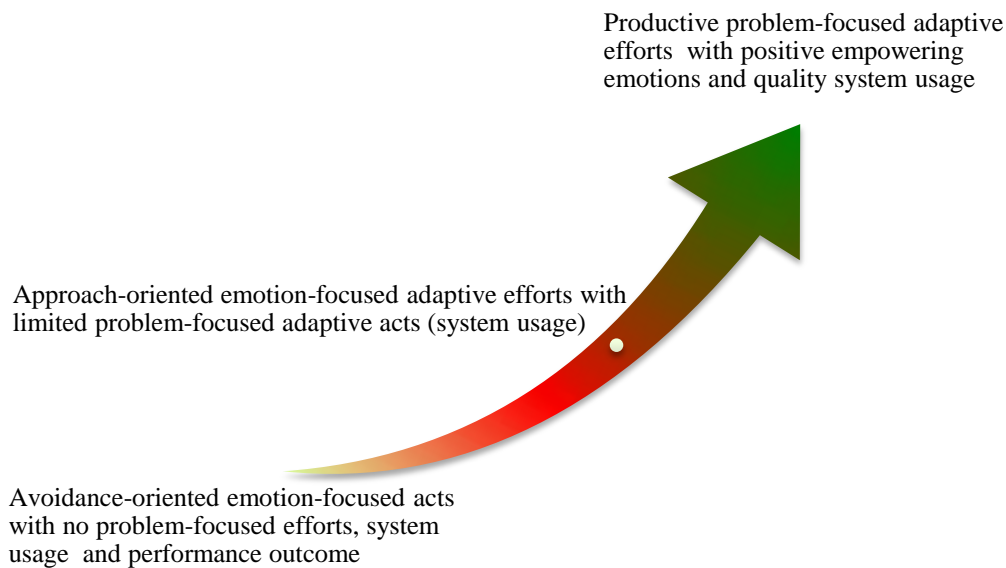 Productive problem-focused adaptive
efforts  with positive empowering
emotions and quality system usage
Approach-oriented emotion-focused adaptive efforts with
limited problem-focused adaptive acts (system usage)
Avoidance-oriented emotion-focused acts
with no problem-focused efforts, system
usage  and performance outcome